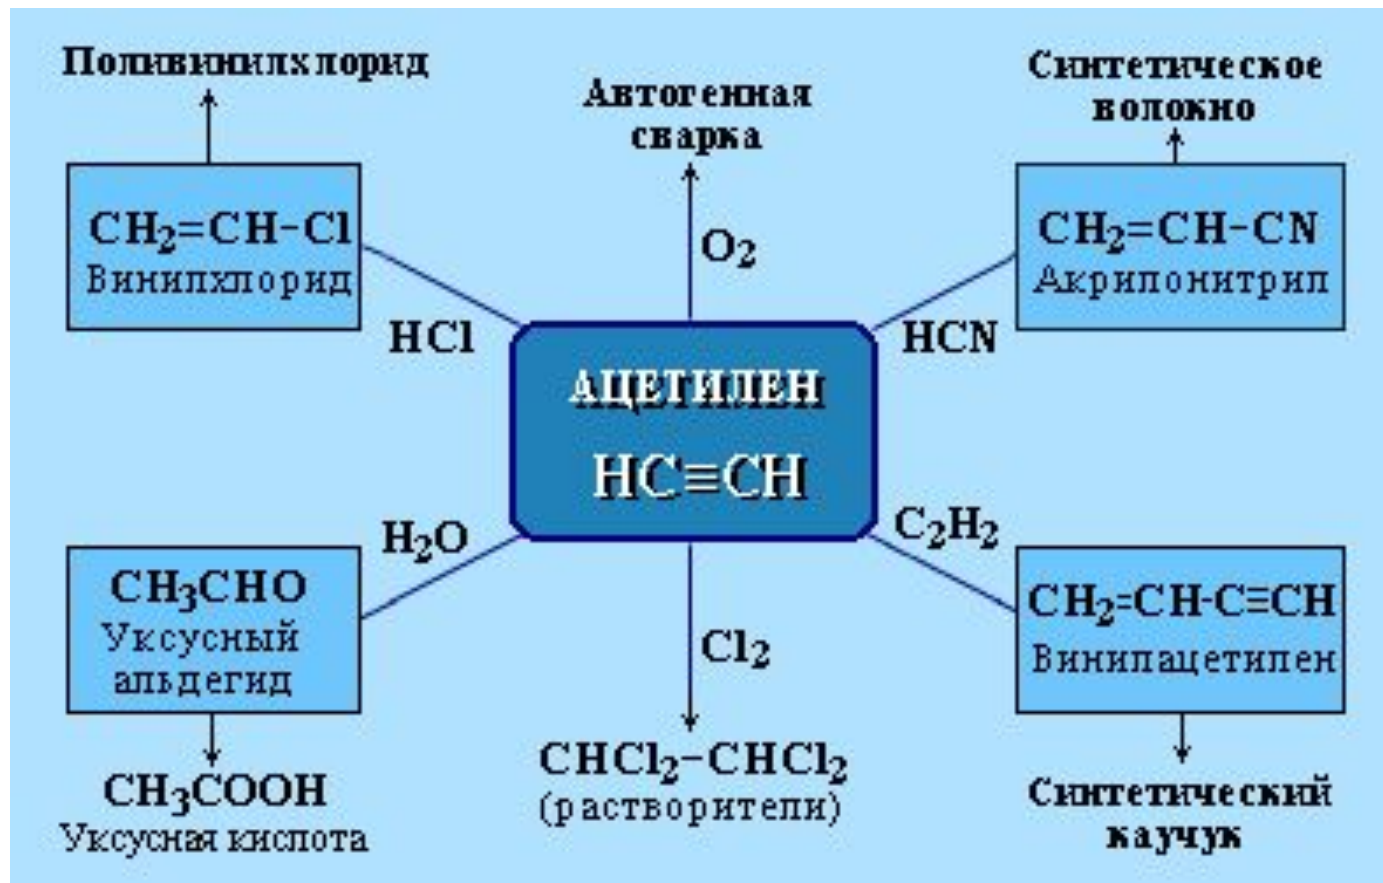 Поливинилхлорид
Автогенная
сварка
Синтетическое
волокно
CH₂=CH-Cl
Винилхлорид
O₂
CH₂=CH-CN
Акрилонитрил
HCl
HCN
АЦЕТИЛЕН
HC≡CH
H₂O
C₂H₂
CH₃CHO
Уксусный
альдегид
Cl₂
CH₂=CH-C≡CH
Винилацетилен
CH₃COOH
Уксусная кислота
CHCl₂-CHCl₂
(растворители)
Синтетический
каучук